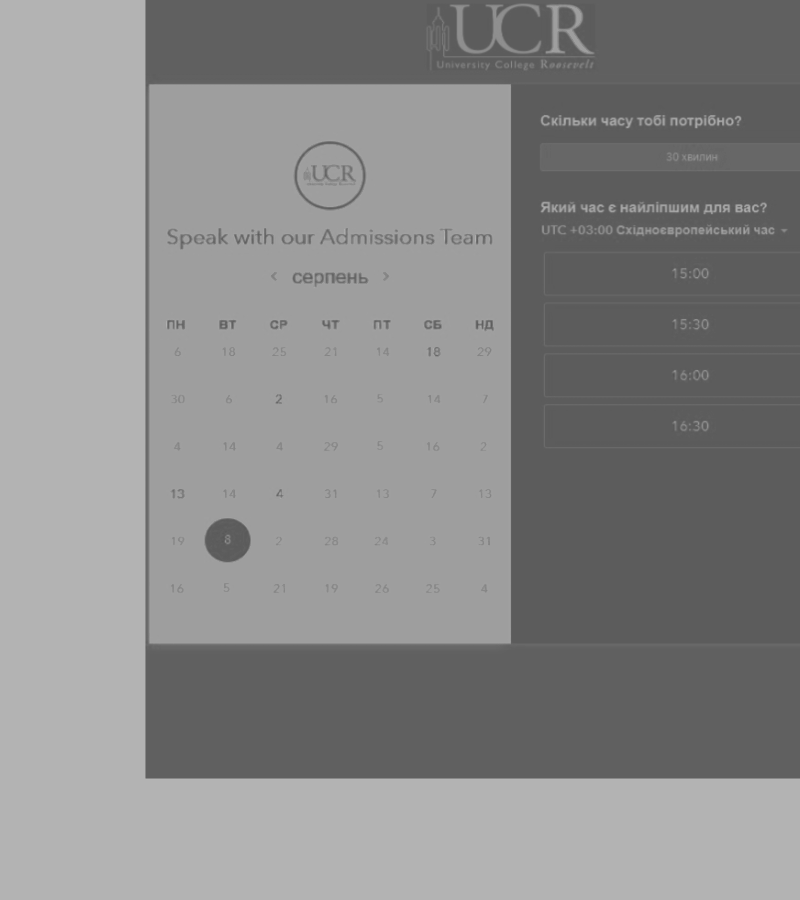 UCR
University College Roosevelt
UCR
Speak with our Admissions Team
серпень
ПН ВТ СР ЧТ ПТ СБ НД
6 18 25 21 14 18 29
30 6 2 16 5 14 7
4 14 4 29 5 16 2
13 14 4 31 13 7 13
19 8 2 28 24 3 31
16 5 21 19 26 25 4
Скільки часу тобі потрібно?
30 хвилин
Який час є найліпшим для вас?
UTC +03:00 Східноєвропейський час
15:00
15:30
16:00
16:30